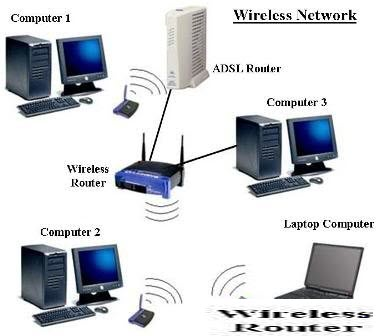 Wireless Network
Computer 1
ADSL Router
Computer 3
Wireless
Router
Computer 2
Laptop Computer
Wireless
Router